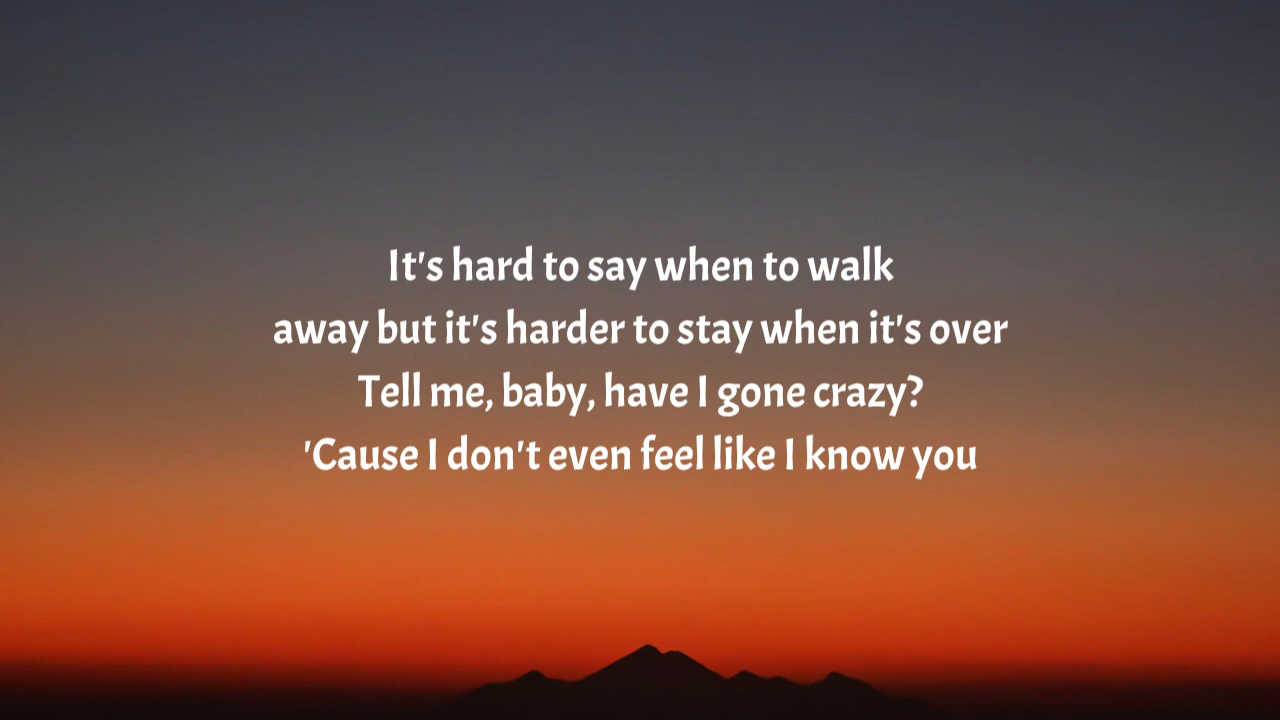 It's hard to say when to walk
away but it's harder to stay when it's over
Tell me, baby, have I gone crazy?
'Cause I don't even feel like I know you